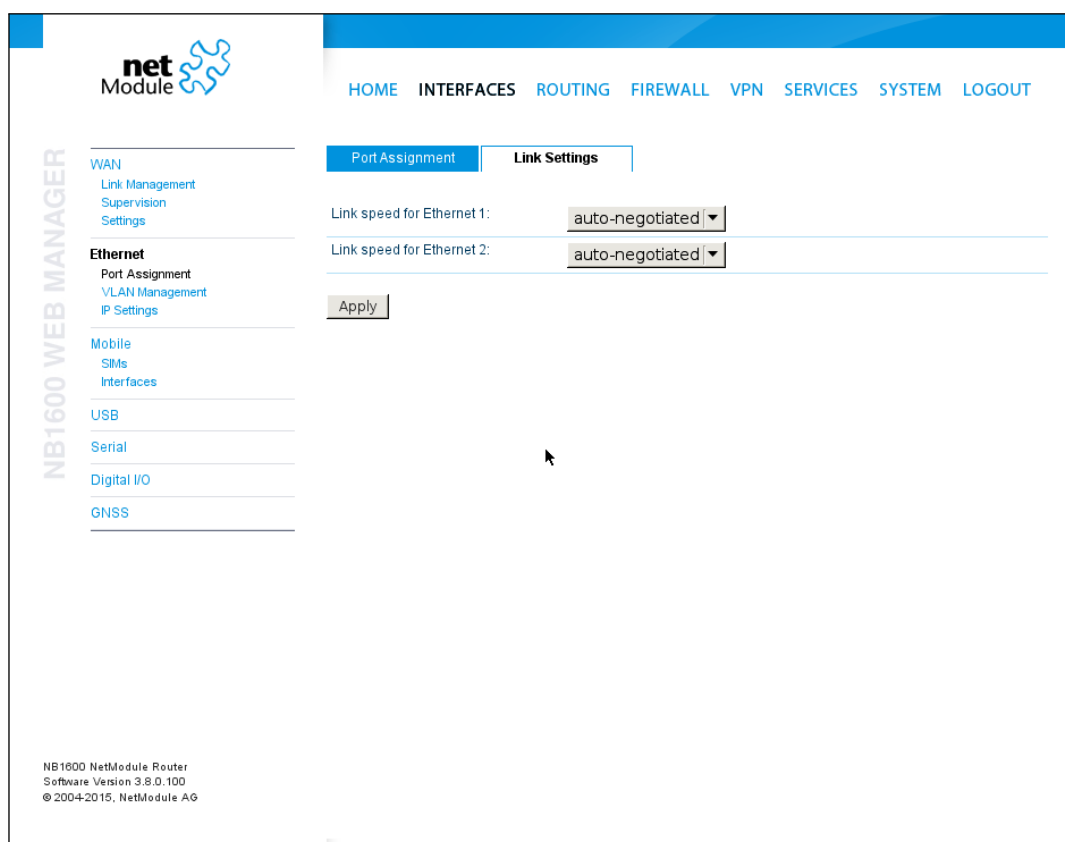 net
Module
HOME INTERFACES ROUTING FIREWALL VPN SERVICES SYSTEM LOGOUT
NB1600 WEB MANAGER
WAN
Link Management
Supervision
Settings
Ethernet
Port Assignment
VLAN Management
IP Settings
Mobile
SIMs
Interfaces
USB
Serial
Digital I/O
GNSS
Port Assignment Link Settings
Link speed for Ethernet 1: auto-negotiated
Link speed for Ethernet 2: auto-negotiated
Apply
NB1600 NetModule Router
Software Version 3.8.0.100
© 2004-2015, NetModule AG